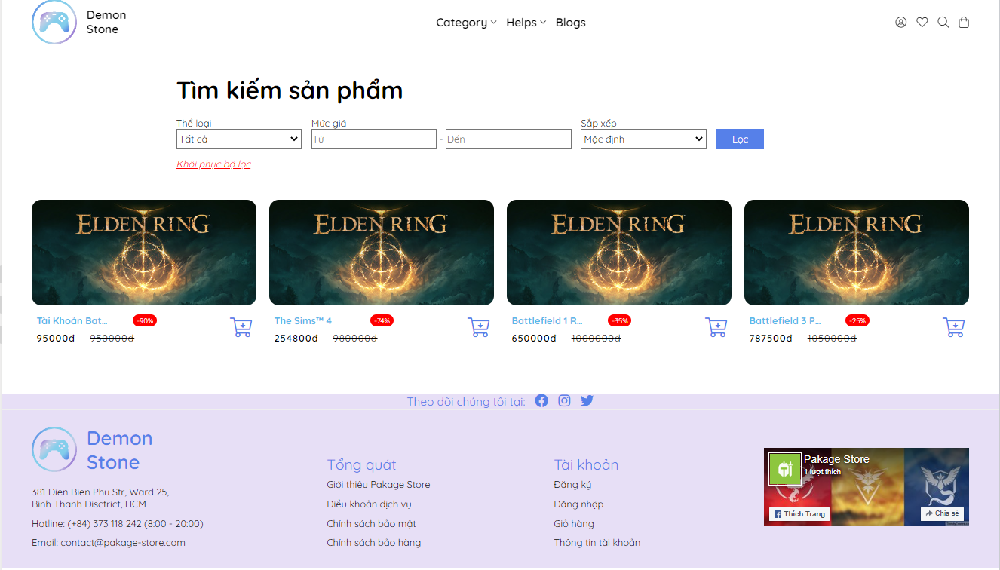 Demon
Stone
Category Helps Blogs
Tìm kiếm sản phẩm
Thể loại Mức giá Sắp xếp
Tất cả Từ - Đến Mặc định Lọc
Khôi phục bộ lọc
ELDEN RING ELDEN RING ELDEN RING ELDEN RING
Tài Khoản Bat... -90% The Sims™ 4 -74% Battlefield 1 R... -35% Battlefield 3 P... -25%
95000đ 950000đ 254800đ 980000đ 650000đ 1000000đ 787500đ 1050000đ
Theo dõi chúng tôi tại:
Demon
Stone
381 Dien Bien Phu Str, Ward 25,
Binh Thanh Disctrict, HCM
Hotline: (+84) 373 118 242 (8:00 - 20:00)
Email: contact@pakage-store.com
Tổng quát
Giới thiệu Pakage Store
Điều khoản dịch vụ
Chính sách bảo mật
Chính sách bảo hàng
Tài khoản
Đăng ký
Đăng nhập
Giỏ hàng
Thông tin tài khoản
Pakage Store
1 lượt thích
Thích Trang Chia sẻ